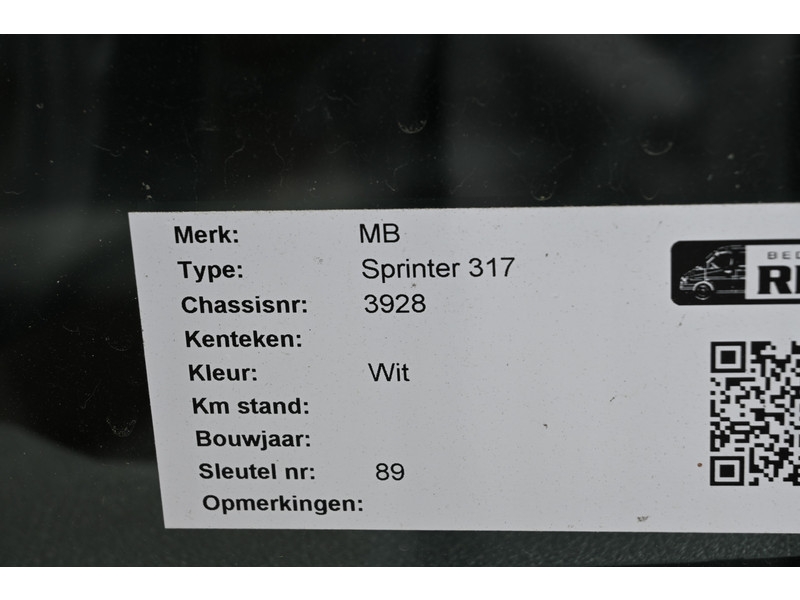 Merk: MB
Type: Sprinter 317
Chassisnr: 3928
Kenteken:
Kleur: Wit
Km stand:
Bouwjaar:
Sleutel nr: 89
Opmerkingen: